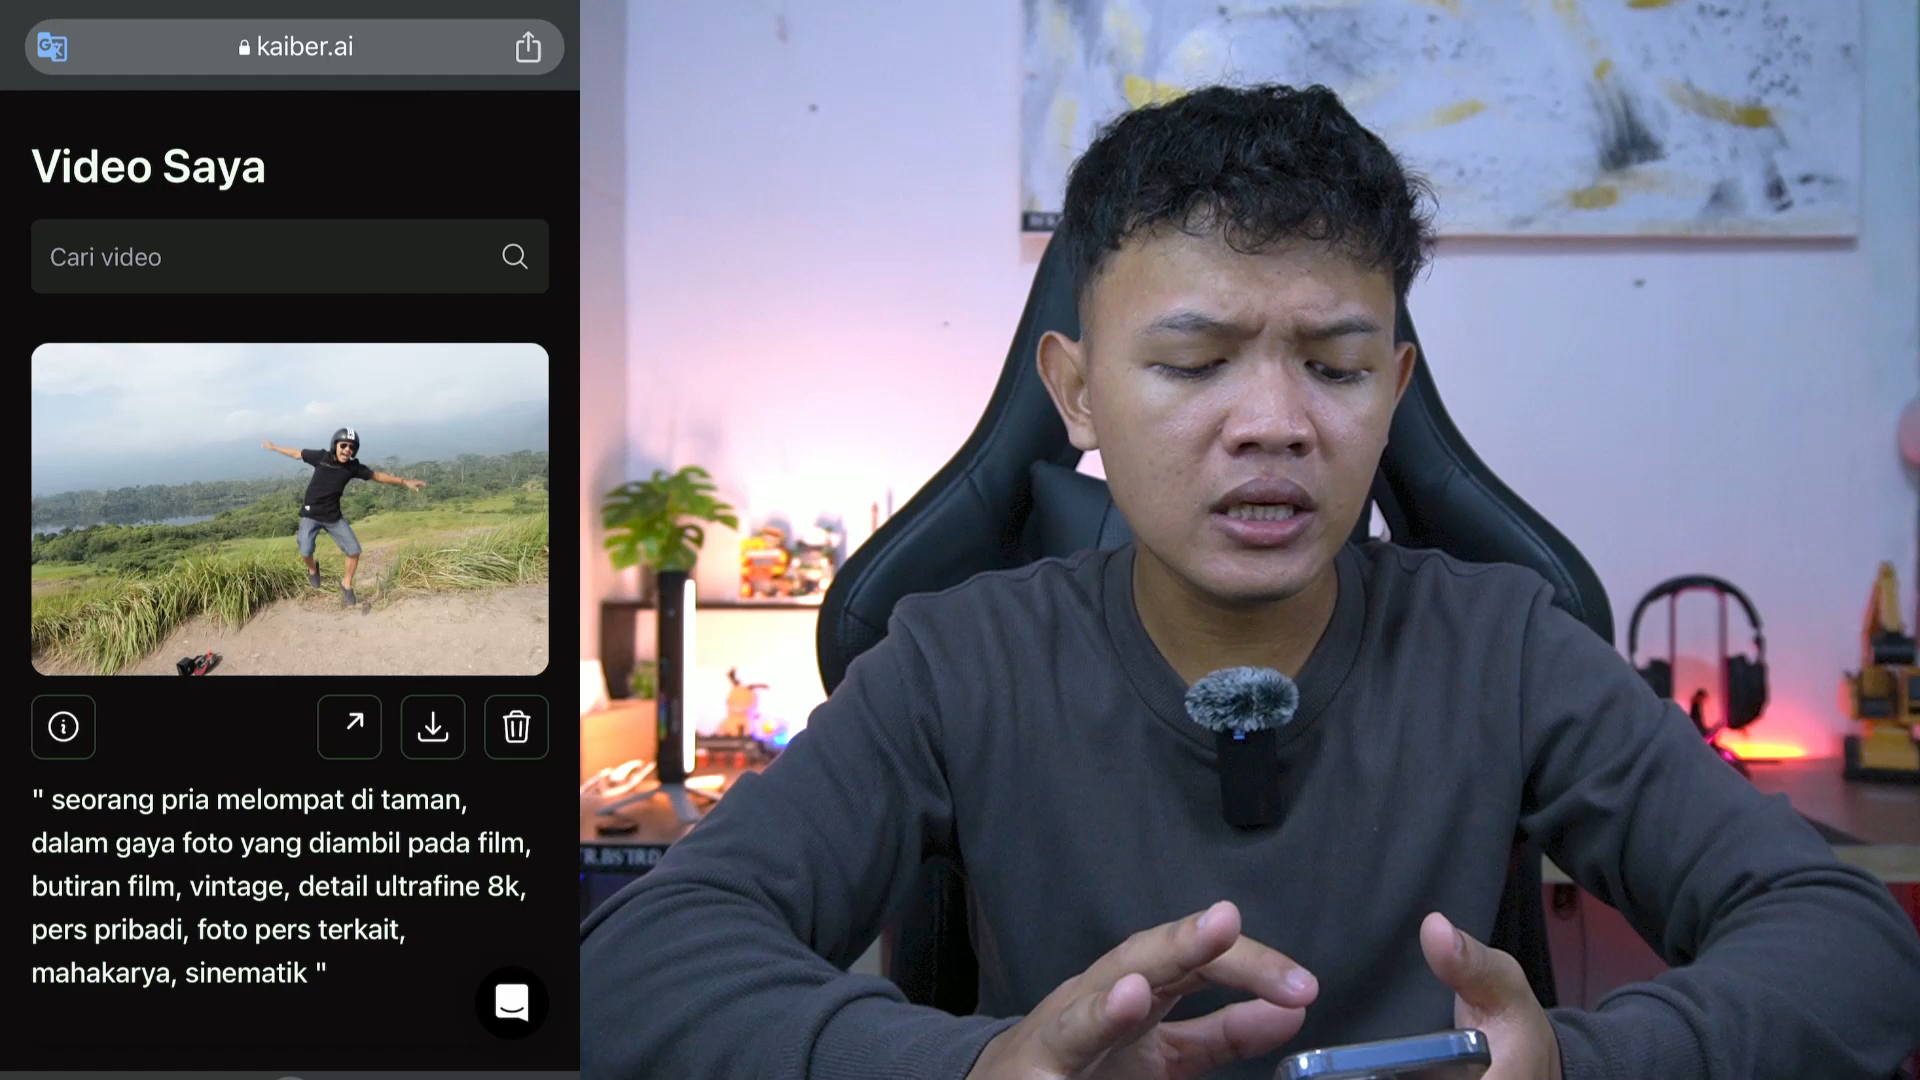 kaiber.ai
Video Saya
Cari video
" seorang pria melompat di taman,
dalam gaya foto yang diambil pada film,
butiran film, vintage, detail ultrafine 8k,
pers pribadi, foto pers terkait,
mahakarya, sinematik "